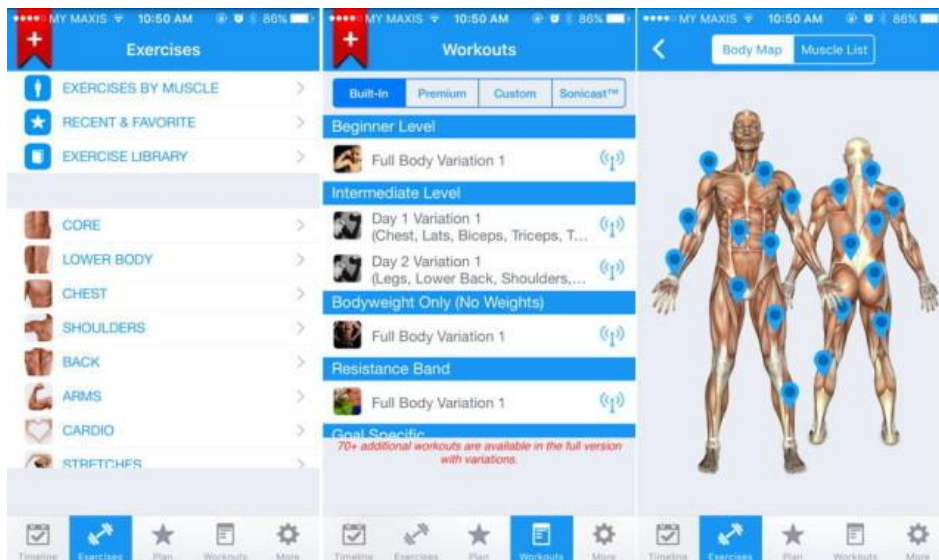 MY MAXIS 10:50 AM 86%
Exercises
EXERCISES BY MUSCLE
RECENT & FAVORITE
EXERCISE LIBRARY
CORE
LOWER BODY
CHEST
SHOULDERS
BACK
ARMS
CARDIO
STRETCHES
Timeline Exercises Plan Workouts More
MY MAXIS 10:50 AM 86%
Workouts
Built-In Premium Custom Sonicast™
Beginner Level
Full Body Variation 1
Intermediate Level
Day 1 Variation 1
(Chest, Lats, Biceps, Triceps, T...
Day 2 Variation 1
(Legs, Lower Back, Shoulders,...
Bodyweight Only (No Weights)
Full Body Variation 1
Resistance Band
Full Body Variation 1
Goal Specific
70+ additional workouts are available in the full version
with variations.
Timeline Exercises Plan Workouts More
MY MAXIS 10:50 AM 86%
Body Map Muscle List
Timeline Exercises Plan Workouts More